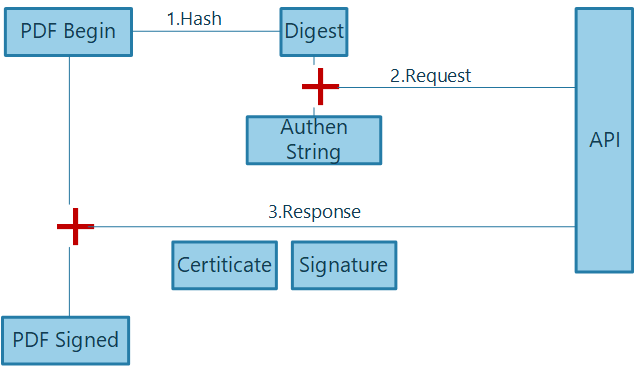 PDF Begin
1.Hash
Digest
2.Request
Authen
String
API
3.Response
Certiticate
Signature
PDF Signed